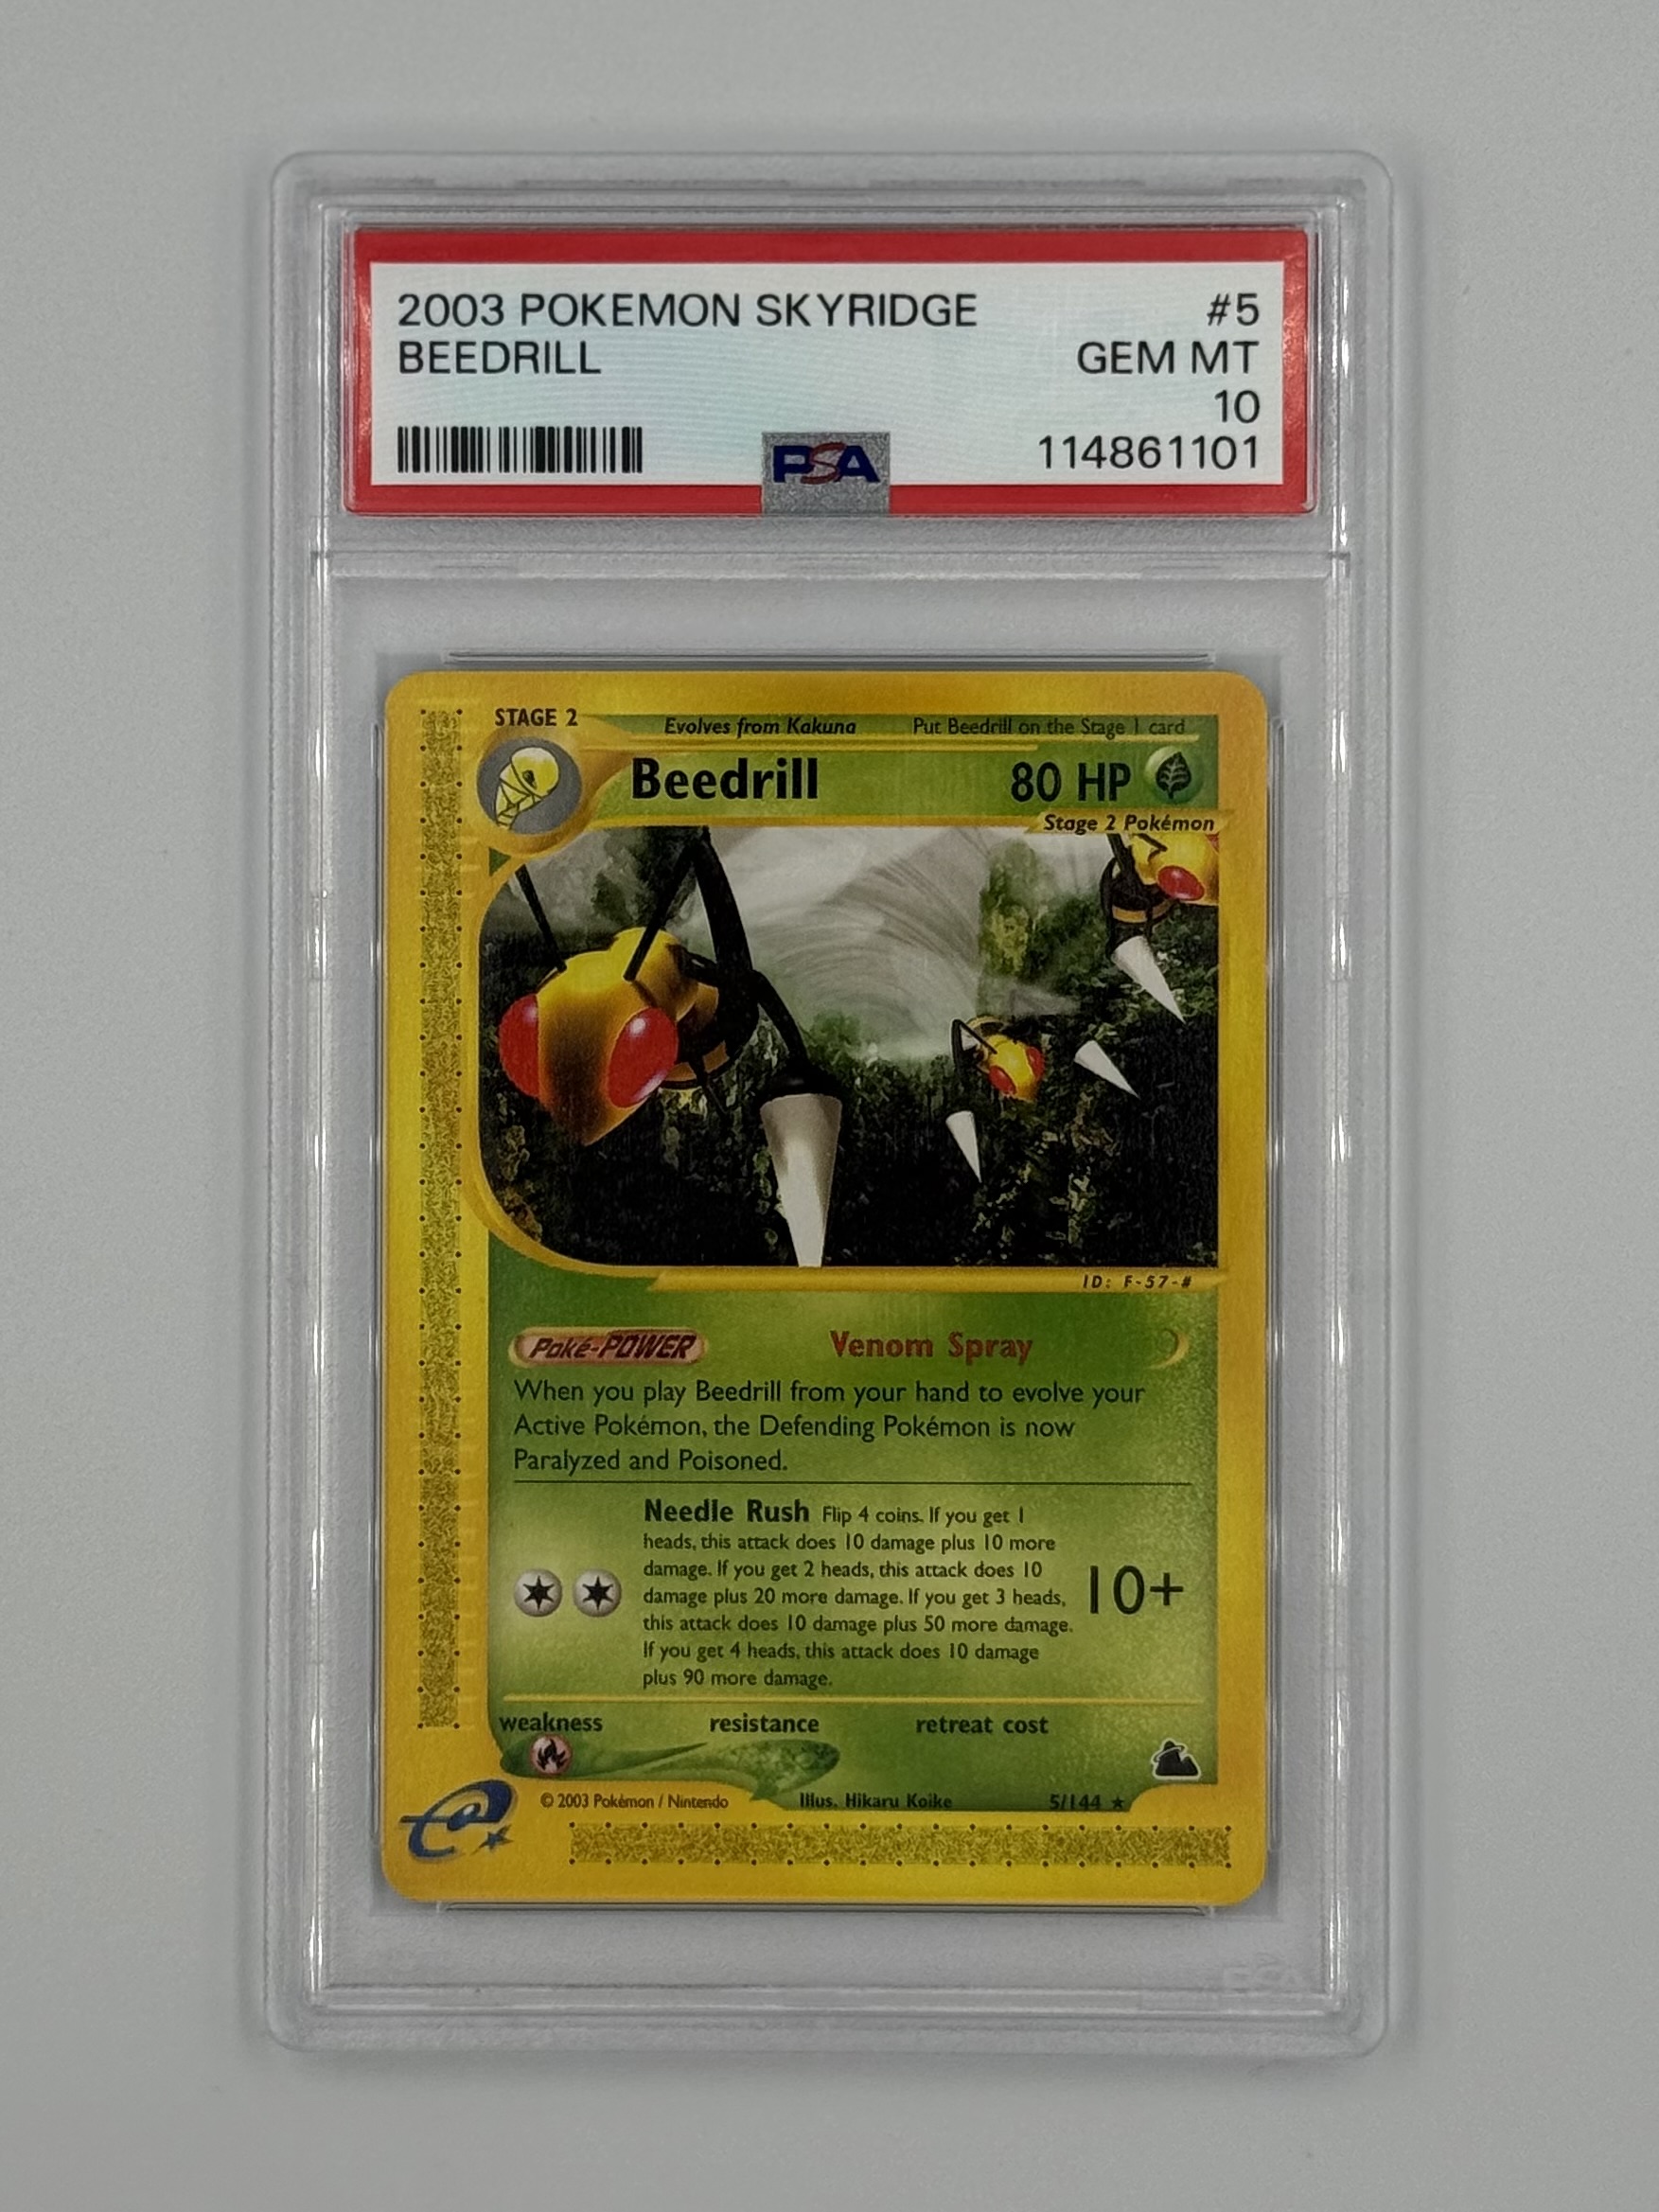 2003 POKEMON SKYRIDGE #5
BEEDRILL GEM MT
10
PSA 114861101
STAGE 2 Evolves from Kakuna Put Beedrill on the Stage 1 card
Beedrill 80 HP
Stage 2 Pokémon
ID: F-57-#
Poké-POWER Venom Spray
When you play Beedrill from your hand to evolve your
Active Pokémon, the Defending Pokémon is now
Paralyzed and Poisoned.
Needle Rush Flip 4 coins. If you get 1
heads, this attack does 10 damage plus 10 more
damage. If you get 2 heads, this attack does 10
damage plus 20 more damage. If you get 3 heads,
this attack does 10 damage plus 50 more damage.
If you get 4 heads, this attack does 10 damage
plus 90 more damage.
10+
weakness resistance retreat cost
e
© 2003 Pokémon / Nintendo Illus. Hikaru Koike 5/144 ★
PSA